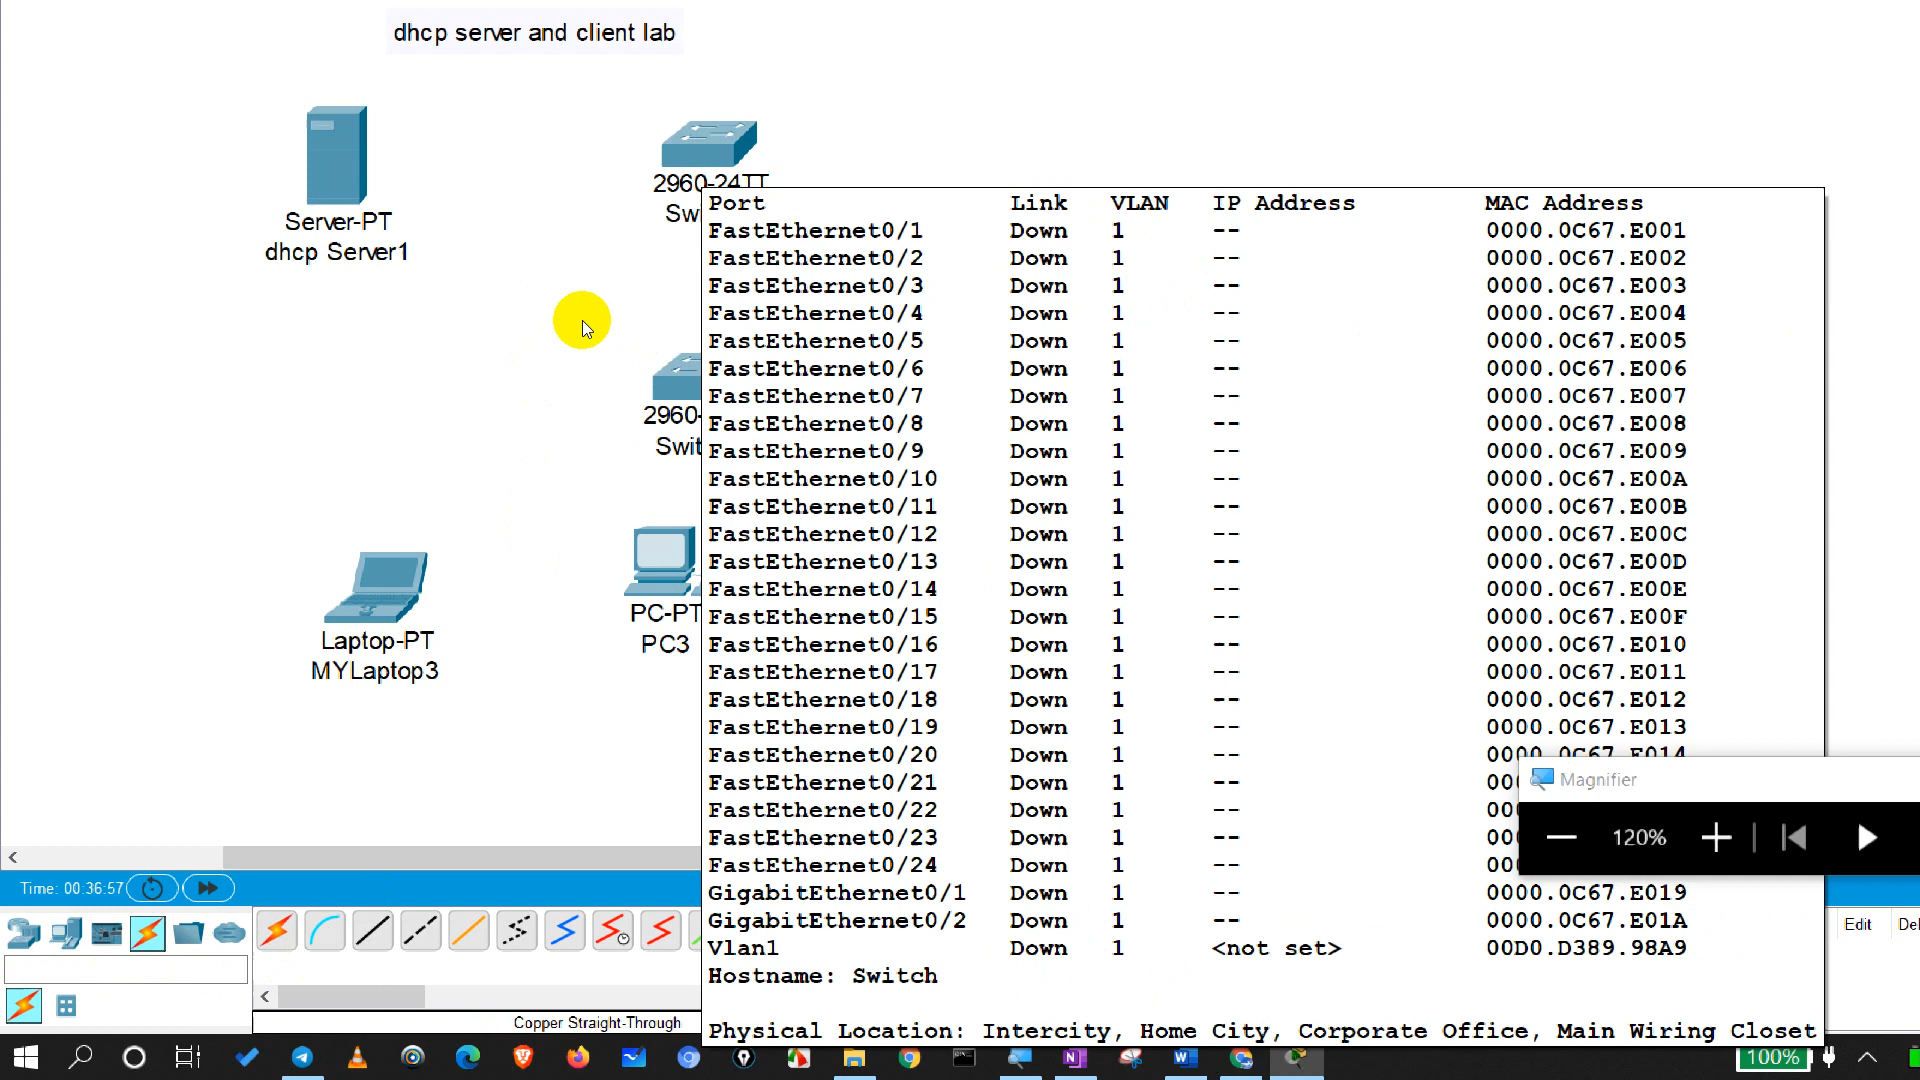 dhcp server and client lab
Server-PT
dhcp Server1
2960-24TT
Swi
2960-
Swit
PC-PT
PC3
Laptop-PT
MYLaptop3
Port Link VLAN IP Address MAC Address
FastEthernet0/1 Down 1 -- 0000.0C67.E001
FastEthernet0/2 Down 1 -- 0000.0C67.E002
FastEthernet0/3 Down 1 -- 0000.0C67.E003
FastEthernet0/4 Down 1 -- 0000.0C67.E004
FastEthernet0/5 Down 1 -- 0000.0C67.E005
FastEthernet0/6 Down 1 -- 0000.0C67.E006
FastEthernet0/7 Down 1 -- 0000.0C67.E007
FastEthernet0/8 Down 1 -- 0000.0C67.E008
FastEthernet0/9 Down 1 -- 0000.0C67.E009
FastEthernet0/10 Down 1 -- 0000.0C67.E00A
FastEthernet0/11 Down 1 -- 0000.0C67.E00B
FastEthernet0/12 Down 1 -- 0000.0C67.E00C
FastEthernet0/13 Down 1 -- 0000.0C67.E00D
FastEthernet0/14 Down 1 -- 0000.0C67.E00E
FastEthernet0/15 Down 1 -- 0000.0C67.E00F
FastEthernet0/16 Down 1 -- 0000.0C67.E010
FastEthernet0/17 Down 1 -- 0000.0C67.E011
FastEthernet0/18 Down 1 -- 0000.0C67.E012
FastEthernet0/19 Down 1 -- 0000.0C67.E013
FastEthernet0/20 Down 1 -- 0000.0C67.E014
FastEthernet0/21 Down 1 -- 000
FastEthernet0/22 Down 1 -- 000
FastEthernet0/23 Down 1 -- 000
FastEthernet0/24 Down 1 -- 000
GigabitEthernet0/1 Down 1 -- 0000.0C67.E019
GigabitEthernet0/2 Down 1 -- 0000.0C67.E01A
Vlan1 Down 1 <not set> 00D0.D389.98A9
Hostname: Switch
Physical Location: Intercity, Home City, Corporate Office, Main Wiring Closet
Magnifier
120%
Time: 00:36:57
Edit Del
Copper Straight-Through
100%